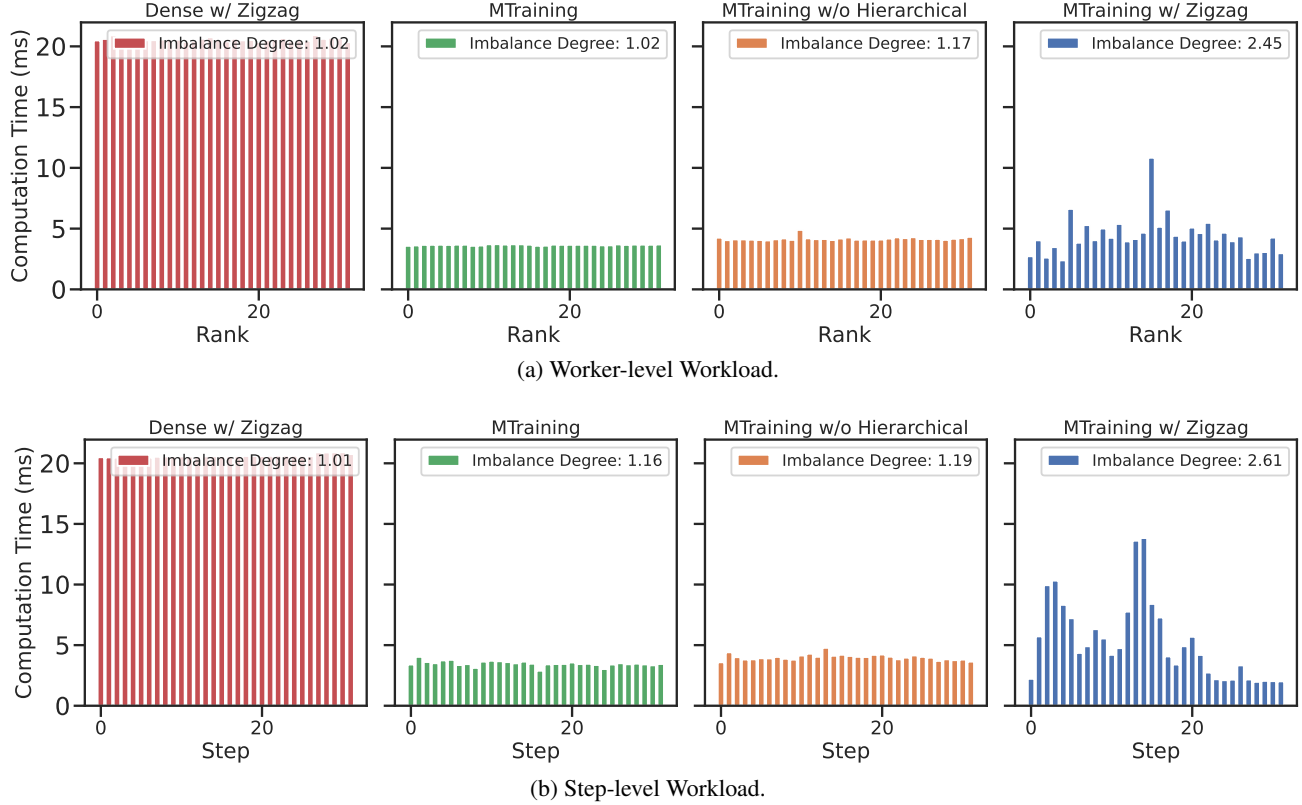 Dense w/ Zigzag MTraining MTraining w/o Hierarchical MTraining w/ Zigzag
Imbalance Degree: 1.02 Imbalance Degree: 1.02 Imbalance Degree: 1.17 Imbalance Degree: 2.45
Computation Time (ms)
20
15
10
5
0
0 20 0 20 0 20 0 20
Rank Rank Rank Rank
(a) Worker-level Workload.
Dense w/ Zigzag MTraining MTraining w/o Hierarchical MTraining w/ Zigzag
Imbalance Degree: 1.01 Imbalance Degree: 1.16 Imbalance Degree: 1.19 Imbalance Degree: 2.61
Computation Time (ms)
20
15
10
5
0
0 20 0 20 0 20 0 20
Step Step Step Step
(b) Step-level Workload.